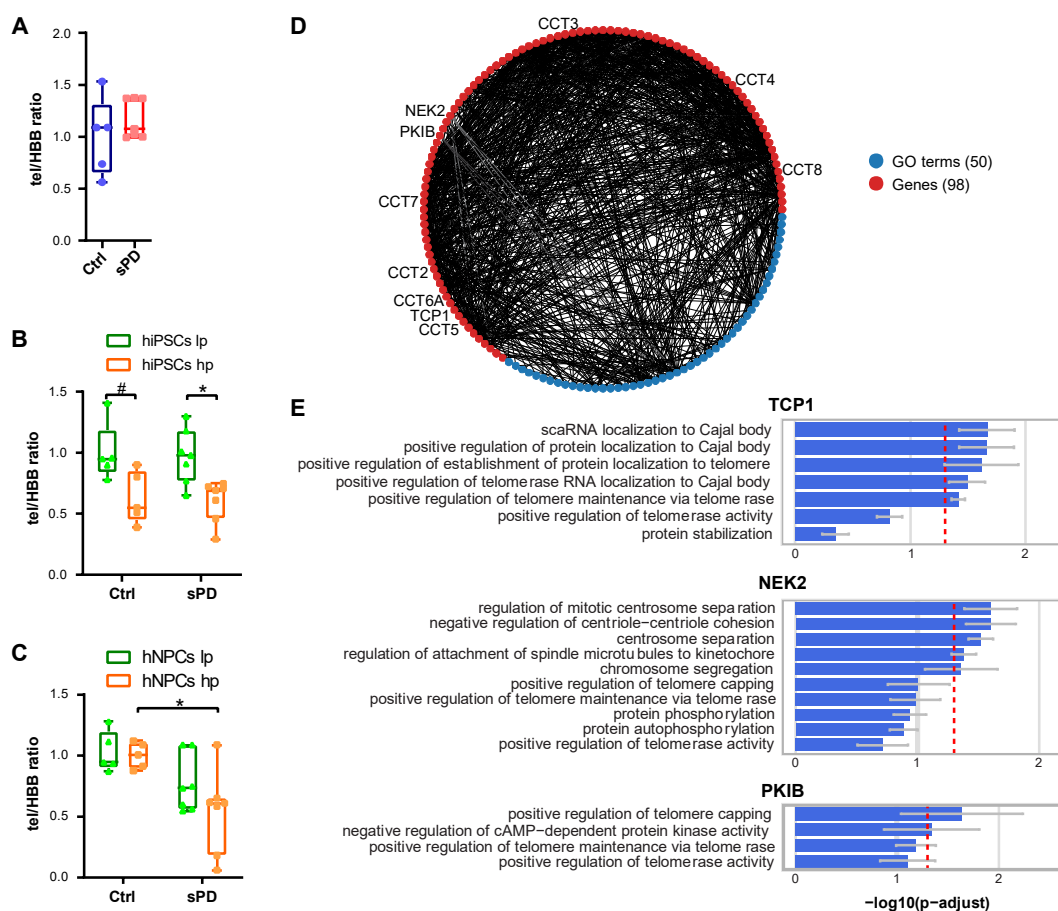 A
2.0
1.5
1.0
0.5
0.0
tel/HBB ratio
Ctrl
sPD
B
hiPSCs lp
hiPSCs hp
1.5
1.0
0.5
0.0
tel/HBB ratio
#
*
Ctrl
sPD
C
hNPCs lp
hNPCs hp
1.5
1.0
0.5
0.0
tel/HBB ratio
*
Ctrl
sPD
D
CCT3
CCT4
NEK2
PKIB
CCT8
CCT7
CCT2
CCT6A
TCP1
CCT5
GO terms (50)
Genes (98)
E
TCP1
scaRNA localization to Cajal body
positive regulation of protein localization to Cajal body
positive regulation of establishment of protein localization to telomere
positive regulation of telomerase RNA localization to Cajal body
positive regulation of telomere maintenance via telome rase
positive regulation of telomerase activity
protein stabilization
0 1 2
NEK2
regulation of mitotic centrosome separation
negative regulation of centriole−centriole cohesion
centrosome separation
regulation of attachment of spindle microtubules to kinetochore
chromosome segregation
positive regulation of telomere capping
positive regulation of telomere maintenance via telome rase
protein phosphorylation
protein autophosphorylation
positive regulation of telomerase activity
0 1 2
PKIB
positive regulation of telomere capping
negative regulation of cAMP−dependent protein kinase activity
positive regulation of telomere maintenance via telome rase
positive regulation of telomerase activity
0 1 2
−log10(p−adjust)